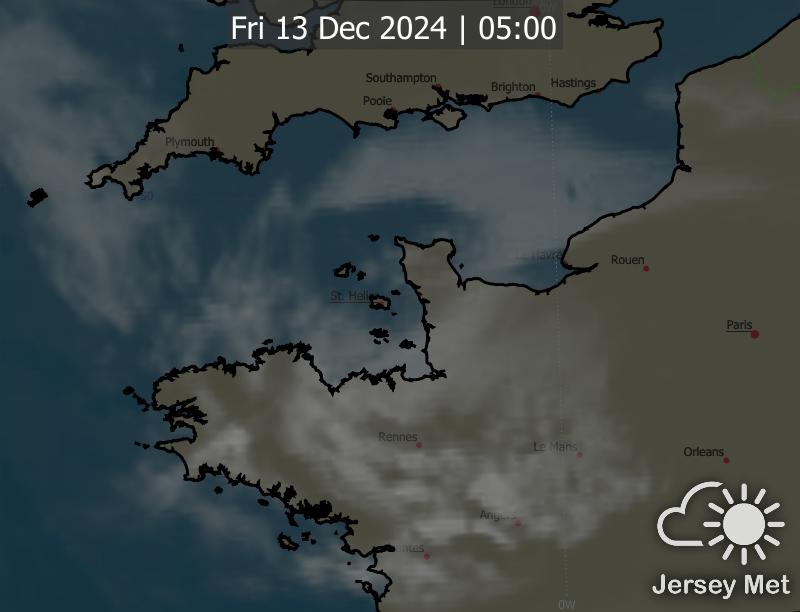 London
Fri 13 Dec 2024 | 05:00
Southampton
Brighton
Hastings
Poole
Plymouth
50
Le Havre
Rouen
St. Helier
Paris
Rennes
Le Mans
Orleans
Angers
0W
Jersey Met